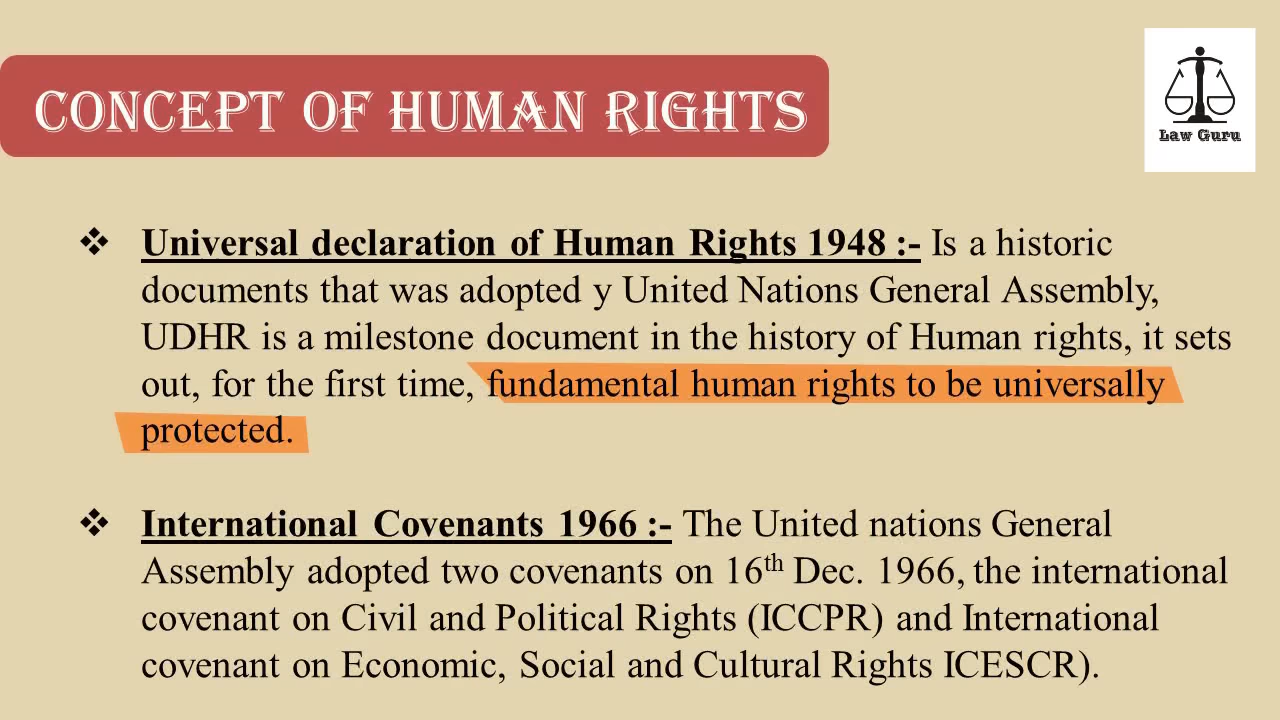 CONCEPT OF HUMAN RIGHTS
Law Guru
❖ Universal declaration of Human Rights 1948 :- Is a historic
documents that was adopted y United Nations General Assembly,
UDHR is a milestone document in the history of Human rights, it sets
out, for the first time, fundamental human rights to be universally
protected.
❖ International Covenants 1966 :- The United nations General
Assembly adopted two covenants on 16th Dec. 1966, the international
covenant on Civil and Political Rights (ICCPR) and International
covenant on Economic, Social and Cultural Rights ICESCR).